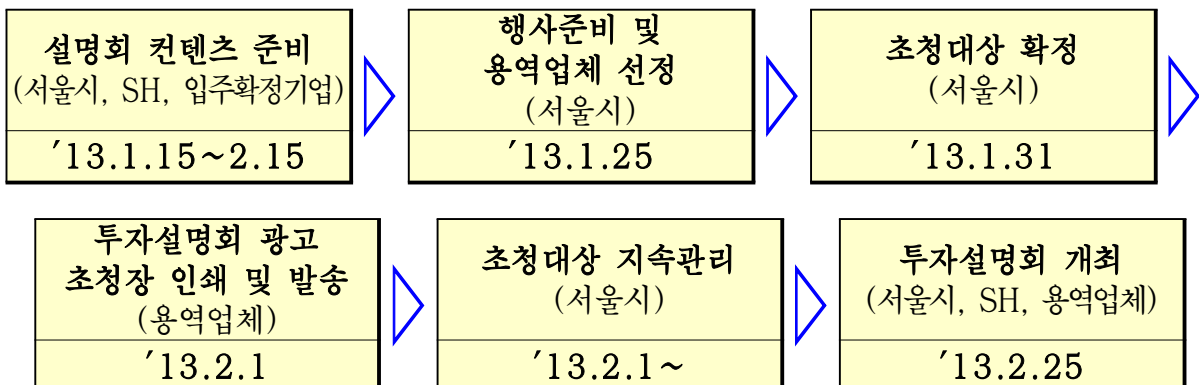 설명회 컨텐츠 준비
(서울시, SH, 입주확정기업)
′13.1.15~2.15
행사준비 및
용역업체 선정
(서울시)
′13.1.25
초청대상 확정
(서울시)
′13.1.31
투자설명회 광고
초청장 인쇄 및 발송
(용역업체)
′13.2.1
초청대상 지속관리
(서울시)
′13.2.1~
투자설명회 개최
(서울시, SH, 용역업체)
′13.2.25